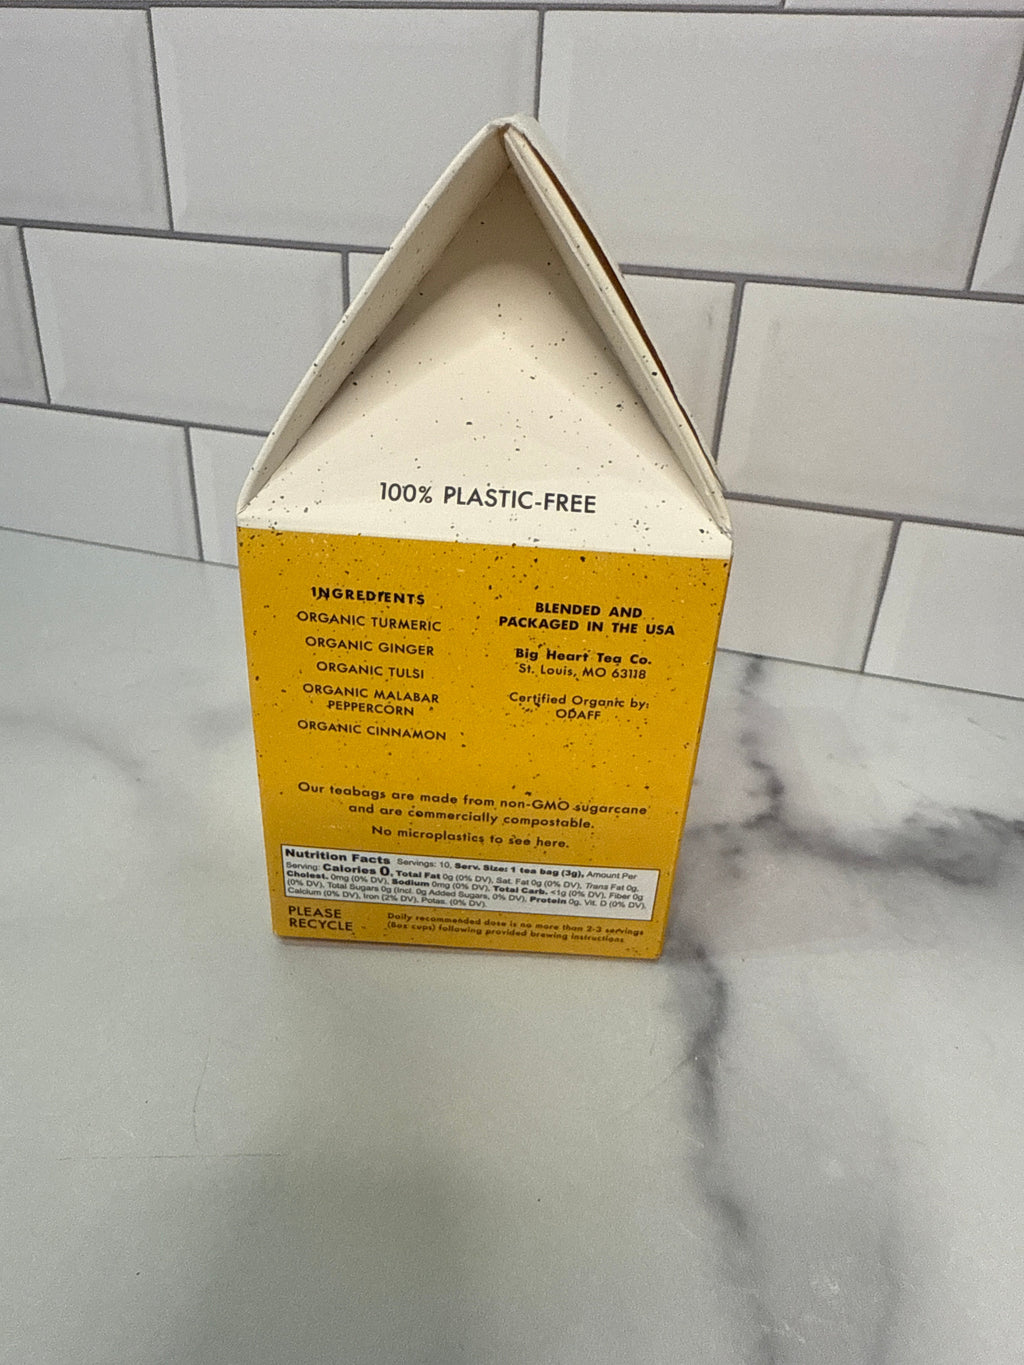 100% PLASTIC-FREE
INGREDIENTS
ORGANIC TURMERIC
ORGANIC GINGER
ORGANIC TULSI
ORGANIC MALABAR
PEPPERCORN
ORGANIC CINNAMON
BLENDED AND
PACKAGED IN THE USA
Big Heart Tea Co.
St. Louis, MO 63118
Certified Organic by:
ODAFF
Our teabags are made from non-GMO sugarcane
and are commercially compostable.
No microplastics to see here.
Nutrition Facts Servings: 10, Serv. Size: 1 tea bag (3g), Amount Per
Serving: Calories 0, Total Fat 0g (0% DV), Sat. Fat 0g (0% DV), Trans Fat 0g,
Cholest. 0mg (0% DV), Sodium 0mg (0% DV), Total Carb. <1g (0% DV), Fiber 0g
(0% DV), Total Sugars 0g (Incl. 0g Added Sugars, 0% DV), Protein 0g, Vit. D (0% DV),
Calcium (0% DV), Iron (2% DV), Potas. (0% DV).
PLEASE
RECYCLE
Daily recommended dose is no more than 2-3 servings
(8oz cups) following provided brewing instructions